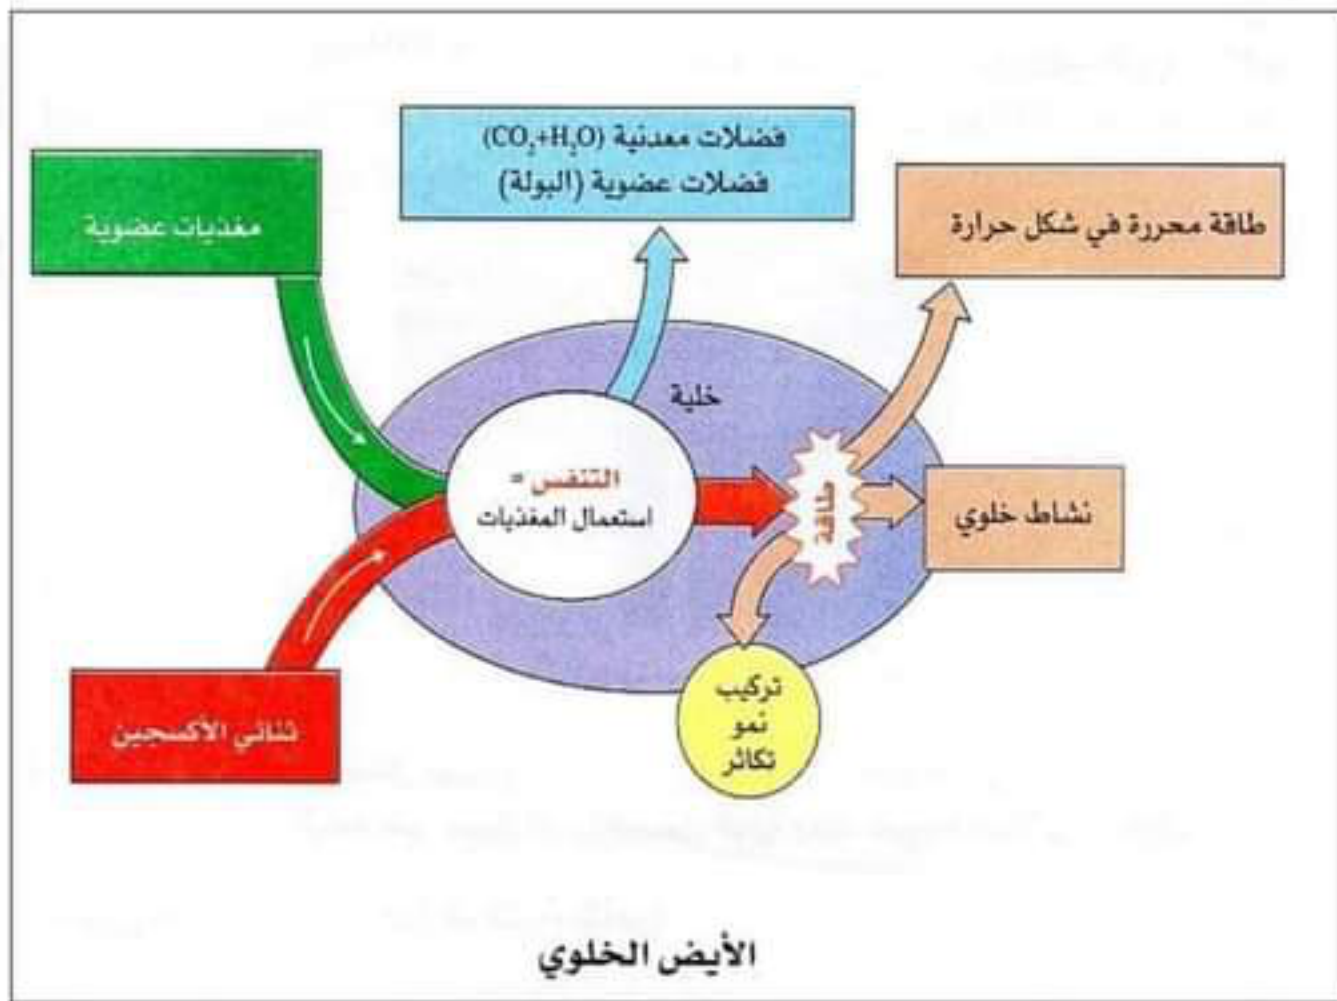 فضلات معدنية (CO₂+H₂O)
فضلات عضوية (البولة)
طاقة محررة في شكل حرارة
مغذيات عضوية
خلية
التنفس =
استعمال المغذيات
طاقة
نشاط خلوي
ثنائي الأكسجين
تركيب
نمو
تكاثر
الأيض الخلوي